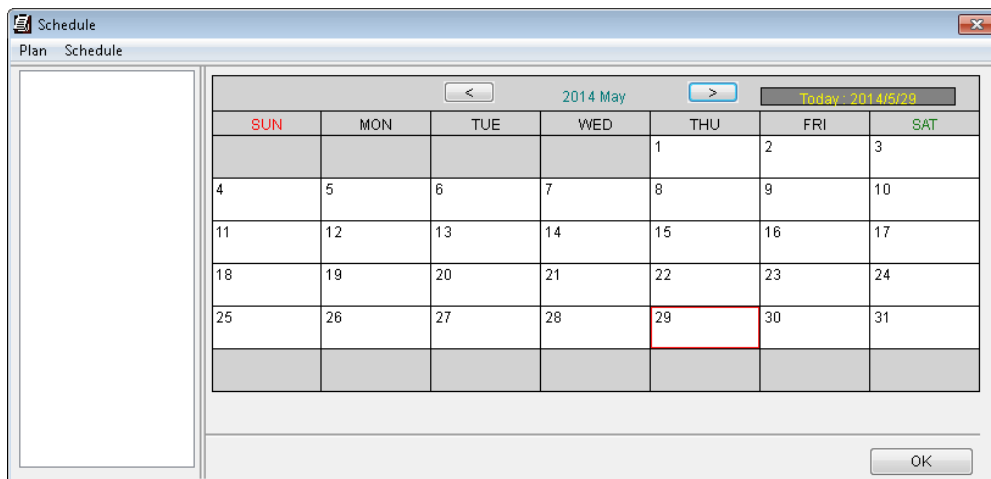 Schedule
Plan Schedule
< 2014 May > Today : 2014/5/29
SUN MON TUE WED THU FRI SAT
1 2 3
4 5 6 7 8 9 10
11 12 13 14 15 16 17
18 19 20 21 22 23 24
25 26 27 28 29 30 31
OK